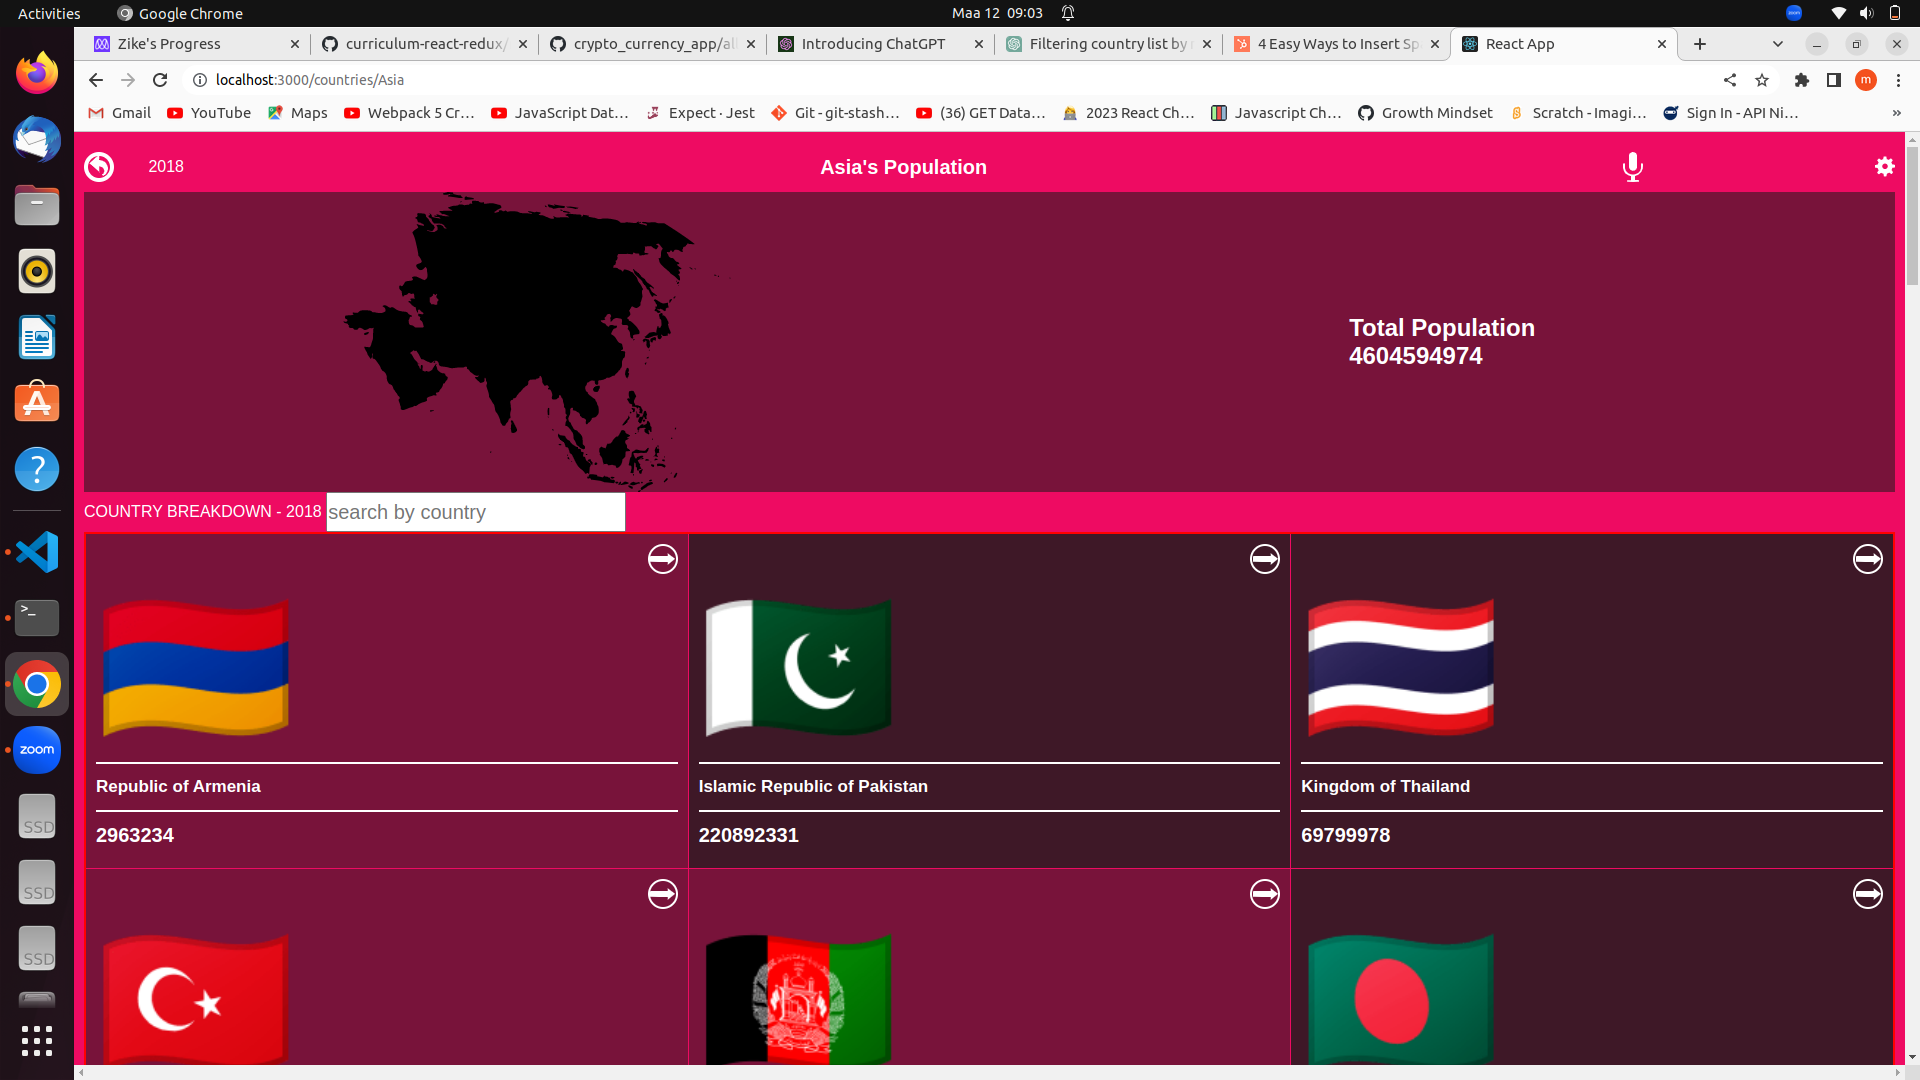 Activities
Google Chrome
Maa 12 09:03
zoom
Zike's Progress
curriculum-react-redux/
crypto_currency_app/all
Introducing ChatGPT
Filtering country list by
4 Easy Ways to Insert Sp
React App
localhost:3000/countries/Asia
m
Gmail
YouTube
Maps
Webpack 5 Cr…
JavaScript Dat…
Expect · Jest
Git - git-stash…
(36) GET Data…
2023 React Ch…
Javascript Ch…
Growth Mindset
Scratch - Imagi…
Sign In - API Ni…
»
2018
Asia's Population
Total Population
4604594974
COUNTRY BREAKDOWN - 2018
search by country
Republic of Armenia
2963234
Islamic Republic of Pakistan
220892331
Kingdom of Thailand
69799978
zoom
SSD
SSD
SSD